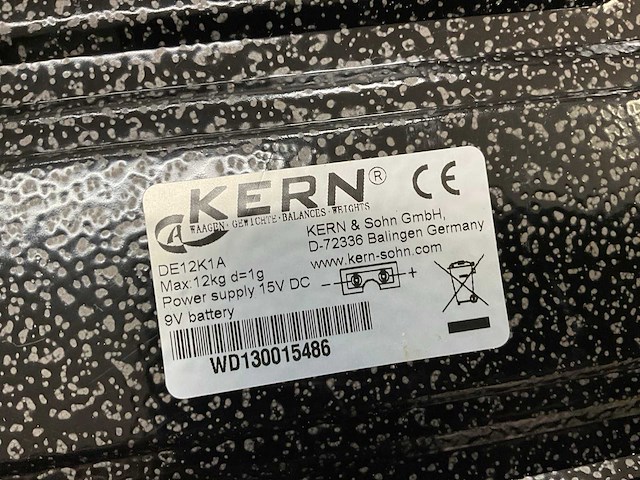 KERN®
WAAGEN·GEWICHTE·BALANCES·WEIGHTS
CE
KERN & Sohn GmbH,
D-72336 Balingen Germany
www.kern-sohn.com
DE12K1A
Max:12kg d=1g
Power supply 15V DC
- +
9V battery
WD130015486